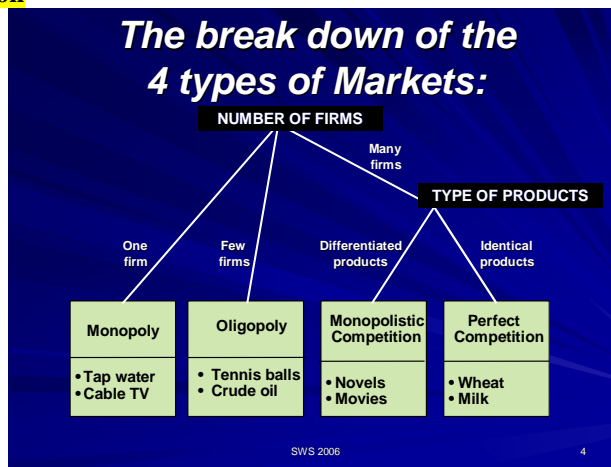 The break down of the
4 types of Markets:
NUMBER OF FIRMS
Many
firms
TYPE OF PRODUCTS
One
firm
Few
firms
Differentiated
products
Identical
products
Monopoly
• Tap water
• Cable TV
Oligopoly
• Tennis balls
• Crude oil
Monopolistic
Competition
• Novels
• Movies
Perfect
Competition
• Wheat
• Milk
SWS 2006
4